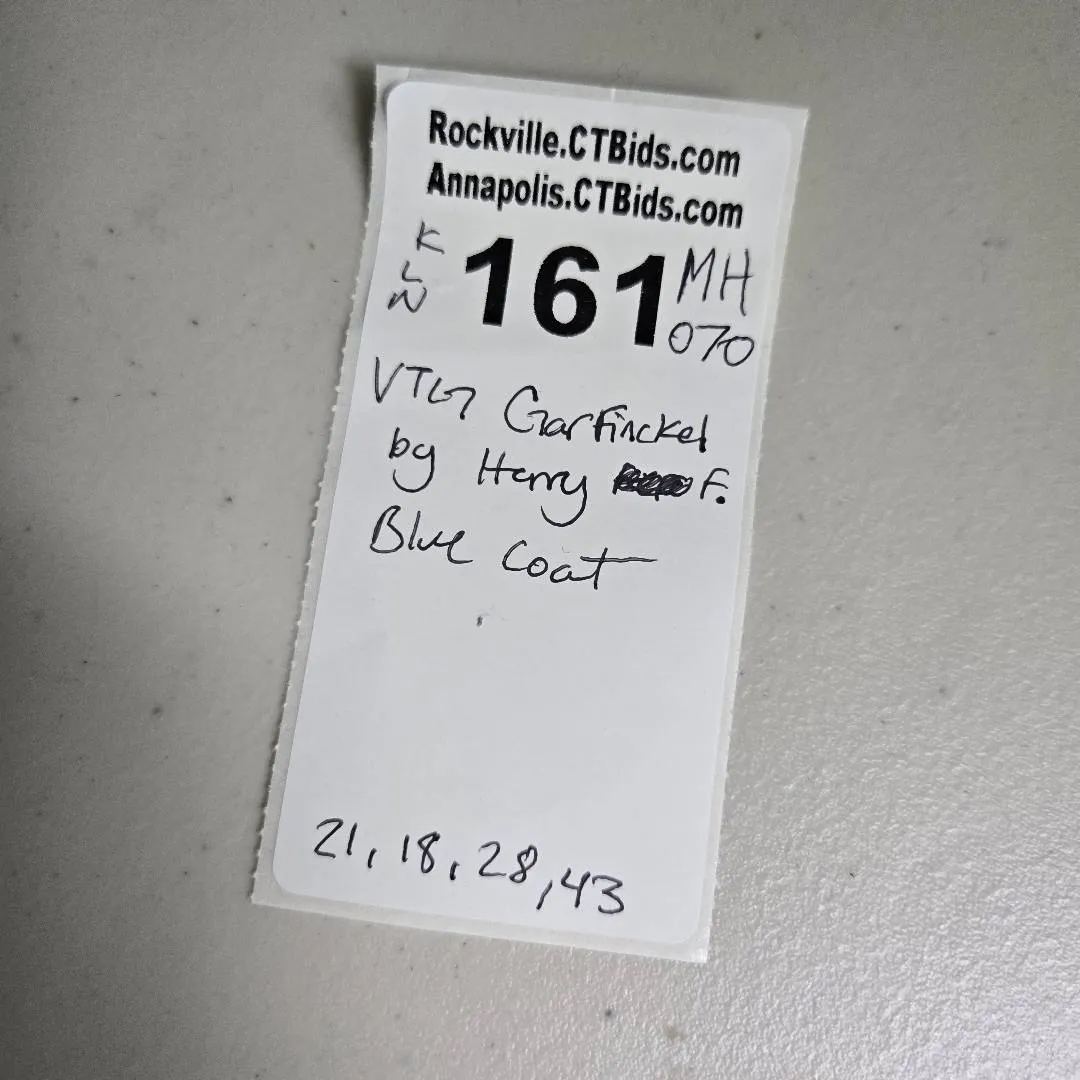 Rockville.CTBids.com
Annapolis.CTBids.com
K
L
N
161
MH
070
VTG Garfinckel
by Henry F.
Blue Coat
21, 18, 28, 43